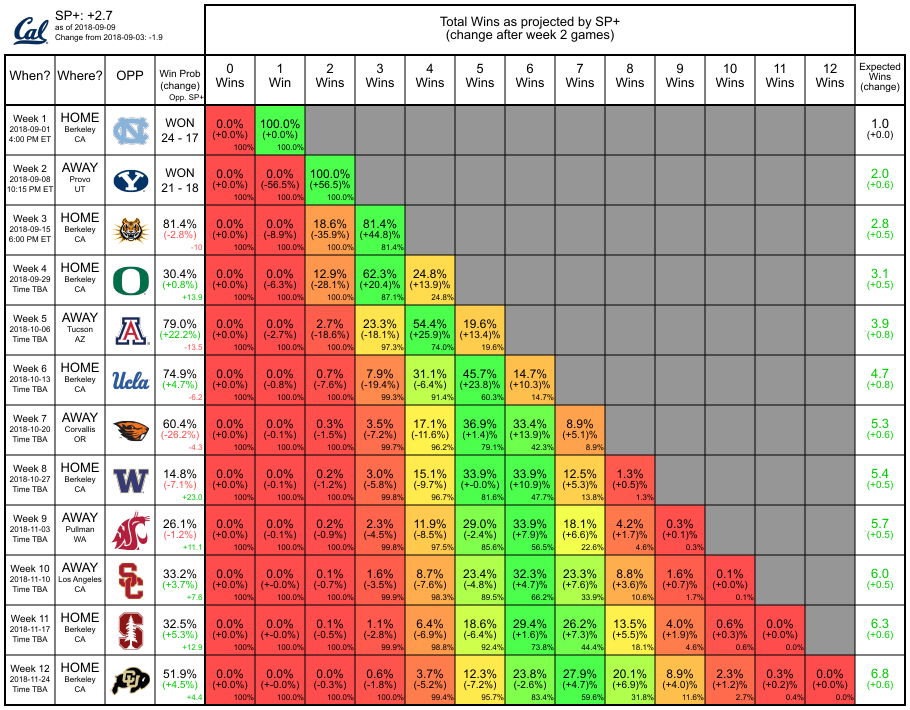 Cal
SP+: +2.7
as of 2018-09-09
Change from 2018-09-03: -1.9
Total Wins as projected by SP+
(change after week 2 games)
When? Where? OPP Win Prob (change) Opp. SP+ 0 Wins 1 Win 2 Wins 3 Wins 4 Wins 5 Wins 6 Wins 7 Wins 8 Wins 9 Wins 10 Wins 11 Wins 12 Wins Expected Wins (change)
Week 1 HOME WON 0.0% 100.0% 1.0
2018-09-01 Berkeley NC 24 - 17 (+0.0%) (+0.0%) (+0.0)
4:00 PM ET CA 100% 100.0%
Week 2 AWAY WON 0.0% 0.0% 100.0% 2.0
2018-09-08 Provo Y 21 - 18 (+0.0%) (-56.5%) (+56.5)% (+0.6)
10:15 PM ET UT 100% 100.0% 100.0%
Week 3 HOME 81.4% 0.0% 0.0% 18.6% 81.4% 2.8
2018-09-15 Berkeley (-2.8%) (+0.0%) (-8.9%) (-35.9%) (+44.8)% (+0.5)
6:00 PM ET CA -10 100% 100.0% 100.0% 81.4%
Week 4 HOME 30.4% 0.0% 0.0% 12.9% 62.3% 24.8% 3.1
2018-09-29 Berkeley O (+0.8%) (+0.0%) (-6.3%) (-28.1%) (+20.4)% (+13.9)% (+0.5)
Time TBA CA +13.9 100% 100.0% 100.0% 87.1% 24.8%
Week 5 AWAY 79.0% 0.0% 0.0% 2.7% 23.3% 54.4% 19.6% 3.9
2018-10-06 Tucson A (+22.2%) (+0.0%) (-2.7%) (-18.6%) (-18.1%) (+25.9)% (+13.4)% (+0.8)
Time TBA AZ -13.5 100% 100.0% 100.0% 97.3% 74.0% 19.6%
Week 6 HOME 74.9% 0.0% 0.0% 0.7% 7.9% 31.1% 45.7% 14.7% 4.7
2018-10-13 Berkeley Ucla (+4.7%) (+0.0%) (-0.8%) (-7.6%) (-19.4%) (-6.4%) (+23.8)% (+10.3)% (+0.8)
Time TBA CA -6.2 100% 100.0% 100.0% 99.3% 91.4% 60.3% 14.7%
Week 7 AWAY 60.4% 0.0% 0.0% 0.3% 3.5% 17.1% 36.9% 33.4% 8.9% 5.3
2018-10-20 Corvallis (-26.2%) (+0.0%) (-0.1%) (-1.5%) (-7.2%) (-11.6%) (+1.4)% (+13.9)% (+5.1)% (+0.6)
Time TBA OR -4.3 100% 100.0% 100.0% 99.7% 96.2% 79.1% 42.3% 8.9%
Week 8 HOME 14.8% 0.0% 0.0% 0.2% 3.0% 15.1% 33.9% 33.9% 12.5% 1.3% 5.4
2018-10-27 Berkeley W (-7.1%) (+0.0%) (-0.1%) (-1.2%) (-5.8%) (-9.7%) (+-0.0%) (+10.9)% (+5.3)% (+0.5)% (+0.5)
Time TBA CA +23.0 100% 100.0% 100.0% 99.8% 96.7% 81.6% 47.7% 13.8% 1.3%
Week 9 AWAY 26.1% 0.0% 0.0% 0.2% 2.3% 11.9% 29.0% 33.9% 18.1% 4.2% 0.3% 5.7
2018-11-03 Pullman (-1.2%) (+0.0%) (-0.1%) (-0.9%) (-4.5%) (-8.5%) (-2.4%) (+7.9)% (+6.6)% (+1.7)% (+0.1)% (+0.5)
Time TBA WA +11.1 100% 100.0% 100.0% 99.8% 97.5% 85.6% 56.5% 22.6% 4.6% 0.3%
Week 10 AWAY 33.2% 0.0% 0.0% 0.1% 1.6% 8.7% 23.4% 32.3% 23.3% 8.8% 1.6% 0.1% 6.0
2018-11-10 Los Angeles SC (+3.7%) (+0.0%) (+-0.0%) (-0.7%) (-3.5%) (-7.6%) (-4.8%) (+4.7)% (+7.6)% (+3.6)% (+0.7)% (+0.0)% (+0.5)
Time TBA CA +7.6 100% 100.0% 100.0% 99.9% 98.3% 89.5% 66.2% 33.9% 10.6% 1.7% 0.1%
Week 11 HOME 32.5% 0.0% 0.0% 0.1% 1.1% 6.4% 18.6% 29.4% 26.2% 13.5% 4.0% 0.6% 0.0% 6.3
2018-11-17 Berkeley S (+5.3%) (+0.0%) (+-0.0%) (-0.5%) (-2.8%) (-6.9%) (-6.4%) (+1.6)% (+7.3)% (+5.5)% (+1.9)% (+0.3)% (+0.0)% (+0.6)
Time TBA CA +12.9 100% 100.0% 100.0% 99.9% 98.8% 92.4% 73.8% 44.4% 18.1% 4.6% 0.6% 0.0%
Week 12 HOME 51.9% 0.0% 0.0% 0.0% 0.6% 3.7% 12.3% 23.8% 27.9% 20.1% 8.9% 2.3% 0.3% 0.0% 6.8
2018-11-24 Berkeley CU (+4.5%) (+0.0%) (+-0.0%) (-0.3%) (-1.8%) (-5.2%) (-7.2%) (-2.6%) (+4.7)% (+6.9)% (+4.0)% (+1.2)% (+0.2)% (+0.0)% (+0.6)
Time TBA CA +4.4 100% 100.0% 100.0% 100.0% 99.4% 95.7% 83.4% 59.6% 31.8% 11.6% 2.7% 0.4% 0.0%